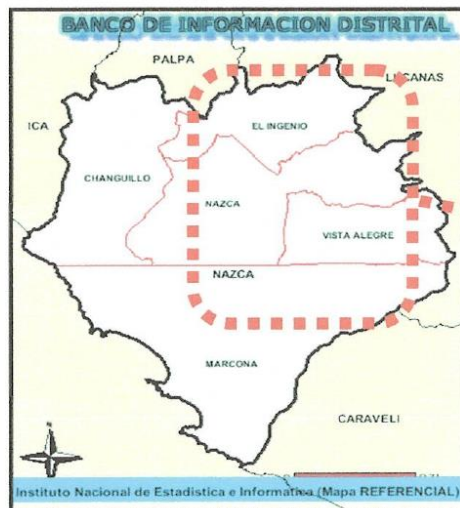 BANCO DE INFORMACION DISTRITAL
PALPA
LUCANAS
ICA
EL INGENIO
CHANGUILLO
NAZCA
VISTA ALEGRE
NAZCA
MARCONA
CARAVELI
N
Instituto Nacional de Estadística e Informativa (Mapa REFERENCIAL)